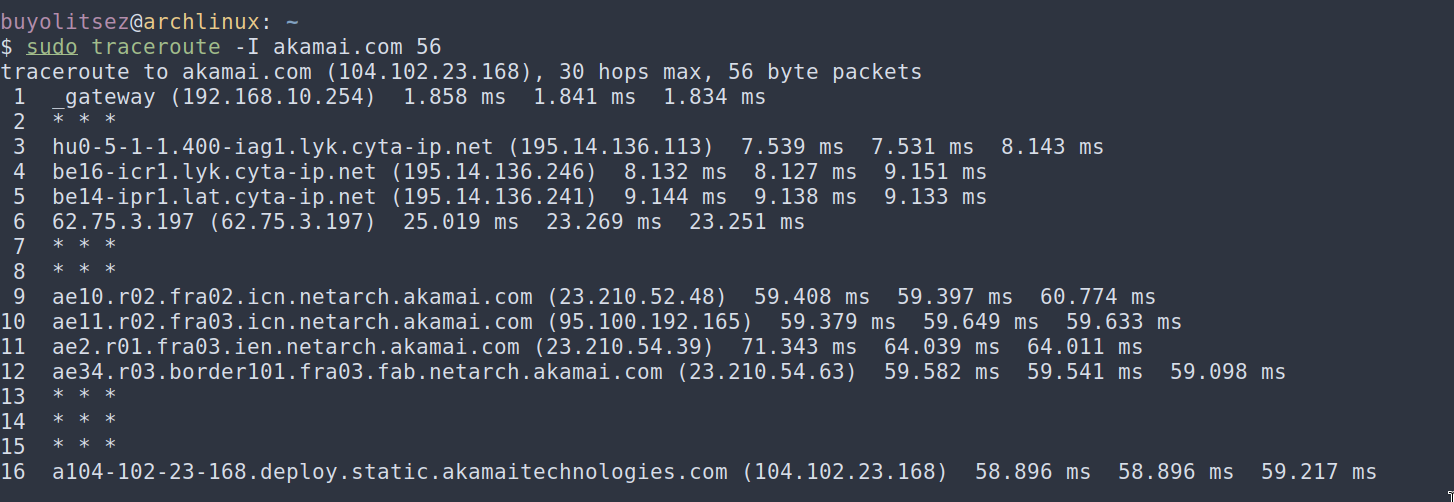 buyolitsez@archlinux: ~
$ sudo traceroute -I akamai.com 56
traceroute to akamai.com (104.102.23.168), 30 hops max, 56 byte packets
 1  _gateway (192.168.10.254)  1.858 ms  1.841 ms  1.834 ms
 2  * * *
 3  hu0-5-1-1.400-iag1.lyk.cyta-ip.net (195.14.136.113)  7.539 ms  7.531 ms  8.143 ms
 4  be16-icr1.lyk.cyta-ip.net (195.14.136.246)  8.132 ms  8.127 ms  9.151 ms
 5  be14-ipr1.lat.cyta-ip.net (195.14.136.241)  9.144 ms  9.138 ms  9.133 ms
 6  62.75.3.197 (62.75.3.197)  25.019 ms  23.269 ms  23.251 ms
 7  * * *
 8  * * *
 9  ae10.r02.fra02.icn.netarch.akamai.com (23.210.52.48)  59.408 ms  59.397 ms  60.774 ms
10  ae11.r02.fra03.icn.netarch.akamai.com (95.100.192.165)  59.379 ms  59.649 ms  59.633 ms
11  ae2.r01.fra03.ien.netarch.akamai.com (23.210.54.39)  71.343 ms  64.039 ms  64.011 ms
12  ae34.r03.border101.fra03.fab.netarch.akamai.com (23.210.54.63)  59.582 ms  59.541 ms  59.098 ms
13  * * *
14  * * *
15  * * *
16  a104-102-23-168.deploy.static.akamaitechnologies.com (104.102.23.168)  58.896 ms  58.896 ms  59.217 ms